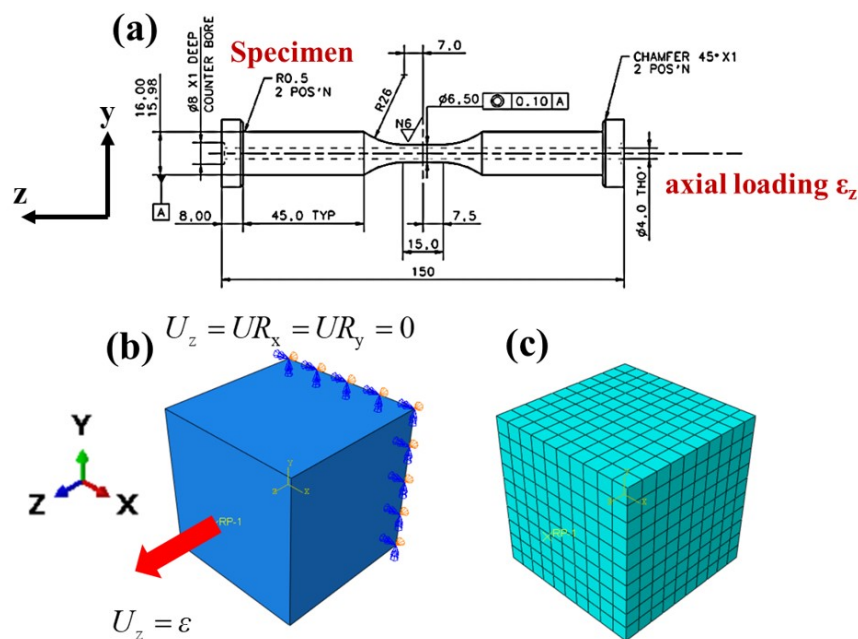 (a)
Specimen
7.0
CHAMFER 45°X1
2 POS'N
R0.5
2 POS'N
Ø8 X1 DEEP
COUNTER BORE
16,00
15,98
R26
N6
Ø6,50 0.10 A
y
z
axial loading εz
A
8,00
45.0 TYP
7.5
15,0
150
Ø4.0 THO'
Uz = URx = URy = 0
(b)
(c)
Y
Z
X
RP-1
RP-1
Uz = ε